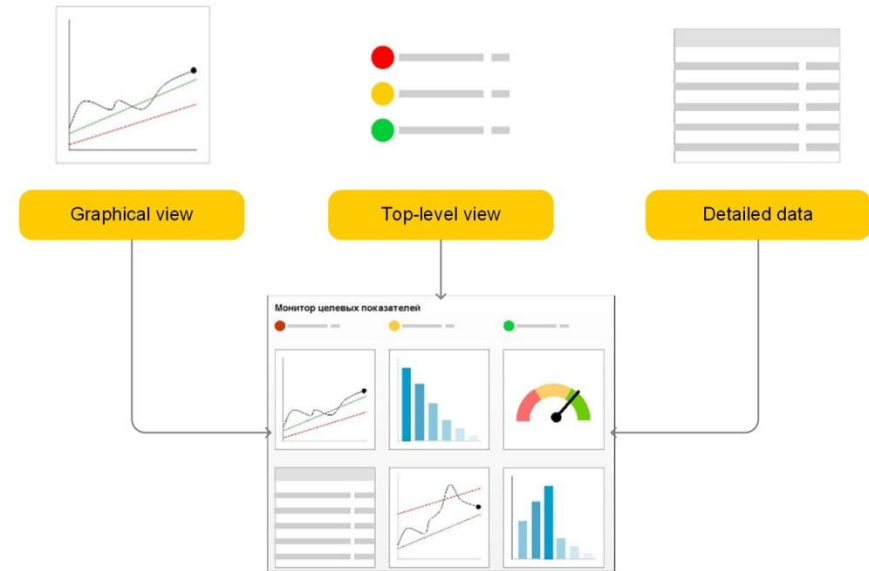 Graphical view
Top-level view
Detailed data
Монитор целевых показателей